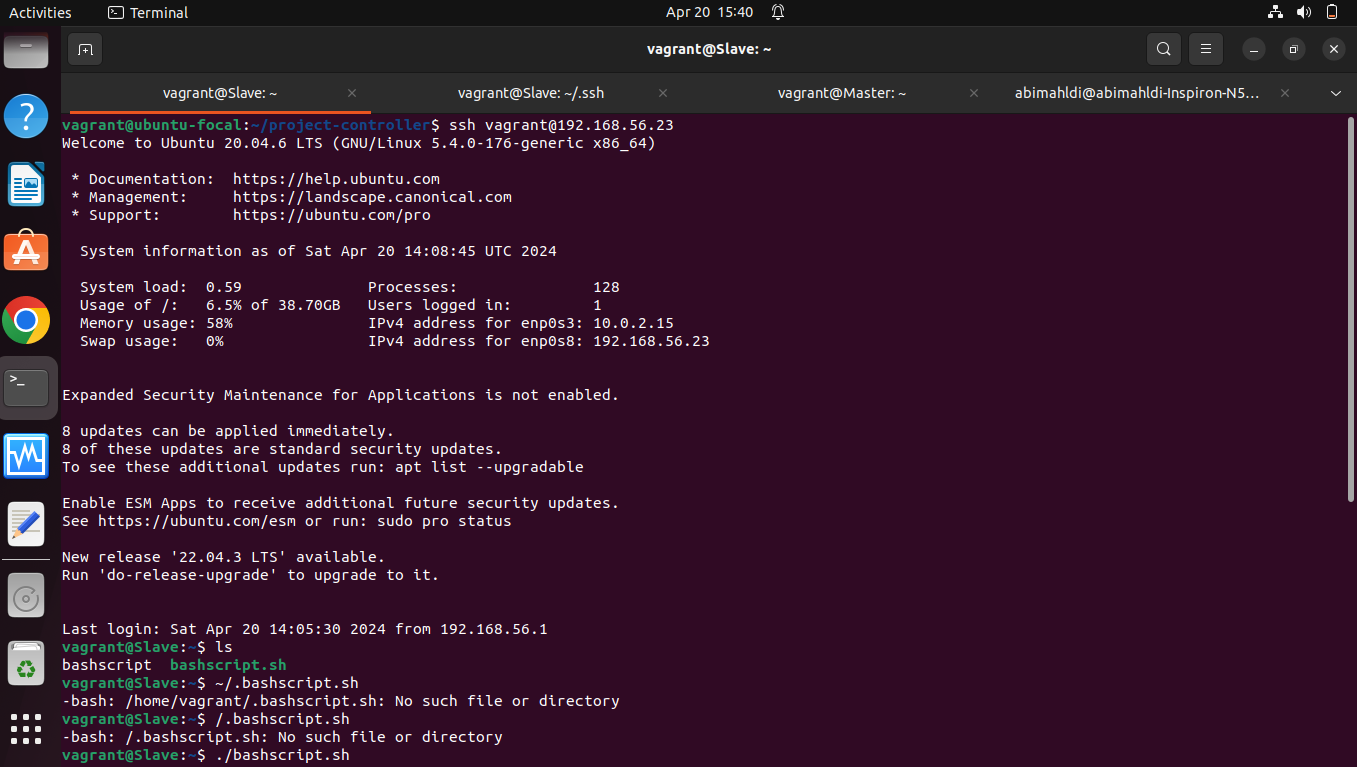 Activities Terminal Apr 20 15:40
vagrant@Slave: ~
vagrant@Slave: ~ vagrant@Slave: ~/.ssh vagrant@Master: ~ abimahldi@abimahldi-Inspiron-N5…
vagrant@ubuntu-focal:~/project-controller$ ssh vagrant@192.168.56.23
Welcome to Ubuntu 20.04.6 LTS (GNU/Linux 5.4.0-176-generic x86_64)
* Documentation:  https://help.ubuntu.com
* Management:     https://landscape.canonical.com
* Support:        https://ubuntu.com/pro
System information as of Sat Apr 20 14:08:45 UTC 2024
System load:  0.59              Processes:               128
Usage of /:   6.5% of 38.70GB   Users logged in:         1
Memory usage: 58%               IPv4 address for enp0s3: 10.0.2.15
Swap usage:   0%                IPv4 address for enp0s8: 192.168.56.23
Expanded Security Maintenance for Applications is not enabled.
8 updates can be applied immediately.
8 of these updates are standard security updates.
To see these additional updates run: apt list --upgradable
Enable ESM Apps to receive additional future security updates.
See https://ubuntu.com/esm or run: sudo pro status
New release '22.04.3 LTS' available.
Run 'do-release-upgrade' to upgrade to it.
Last login: Sat Apr 20 14:05:30 2024 from 192.168.56.1
vagrant@Slave:~$ ls
bashscript  bashscript.sh
vagrant@Slave:~$ ~/.bashscript.sh
-bash: /home/vagrant/.bashscript.sh: No such file or directory
vagrant@Slave:~$ /.bashscript.sh
-bash: /.bashscript.sh: No such file or directory
vagrant@Slave:~$ ./bashscript.sh